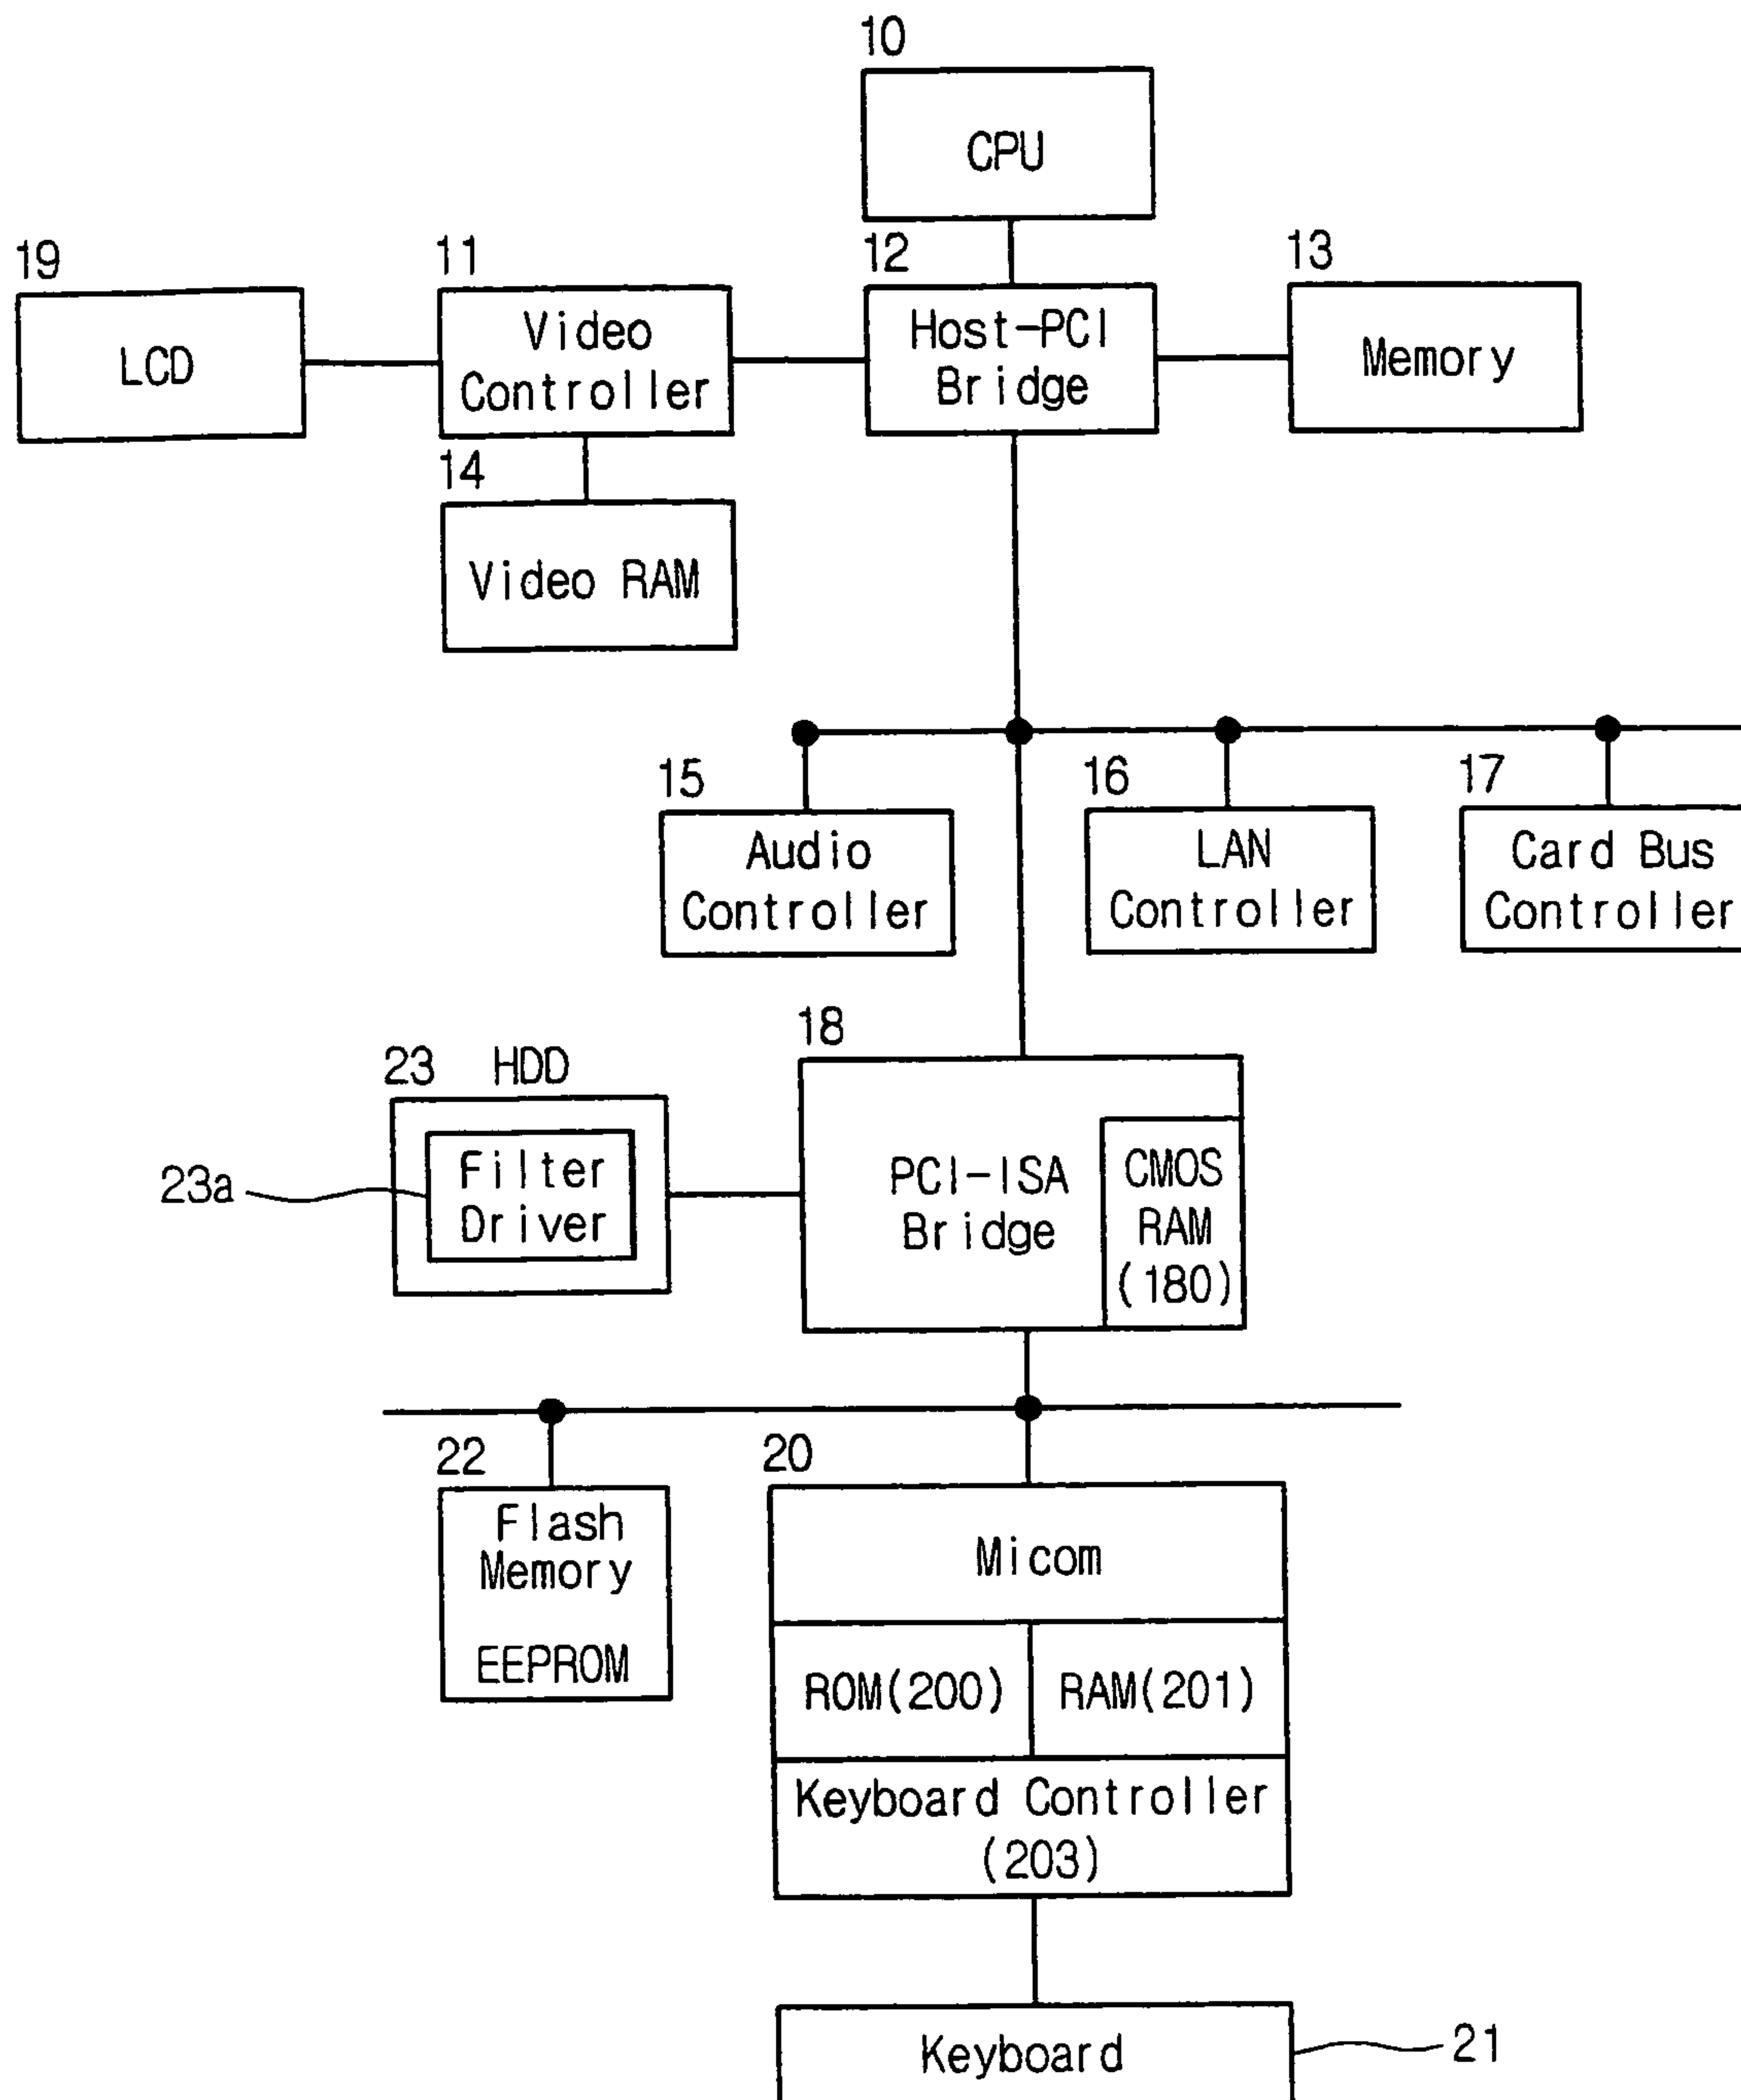 10
CPU
19
11
12
13
LCD
Video
Controller
Host-PCI
Bridge
Memory
14
Video RAM
15
16
17
Audio
Controller
LAN
Controller
Card Bus
Controller
18
23 HDD
23a
Filter
Driver
PCI-ISA
Bridge
CMOS
RAM
(180)
22
20
Flash
Memory
EEPROM
Micom
ROM(200)
RAM(201)
Keyboard Controller
(203)
Keyboard
21